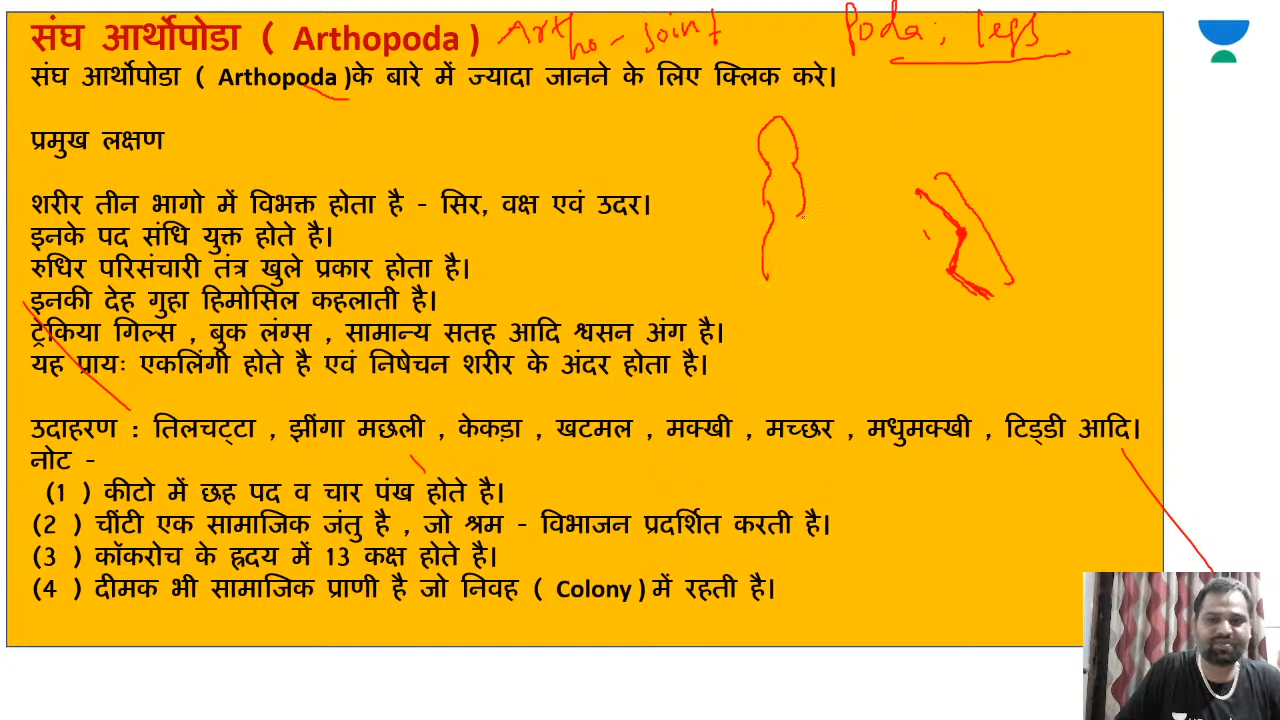 संघ आर्थोपोडा ( Arthopoda ) Artho - Joint Poda : legs
संघ आर्थोपोडा ( Arthopoda )के बारे में ज्यादा जानने के लिए क्लिक करे।
प्रमुख लक्षण
शरीर तीन भागो में विभक्त होता है - सिर, वक्ष एवं उदर।
इनके पद संधि युक्त होते है।
रुधिर परिसंचारी तंत्र खुले प्रकार होता है।
इनकी देह गुहा हिमोसिल कहलाती है।
ट्रेकिया गिल्स , बुक लंग्स , सामान्य सतह आदि श्वसन अंग है।
यह प्रायः एकलिंगी होते है एवं निषेचन शरीर के अंदर होता है।
उदाहरण : तिलचट्टा , झींगा मछली , केकड़ा , खटमल , मक्खी , मच्छर , मधुमक्खी , टिड्डी आदि।
नोट -
(1 ) कीटो में छह पद व चार पंख होते है।
(2 ) चींटी एक सामाजिक जंतु है , जो श्रम - विभाजन प्रदर्शित करती है।
(3 ) कॉकरोच के ह्रदय में 13 कक्ष होते है।
(4 ) दीमक भी सामाजिक प्राणी है जो निवह ( Colony ) में रहती है।